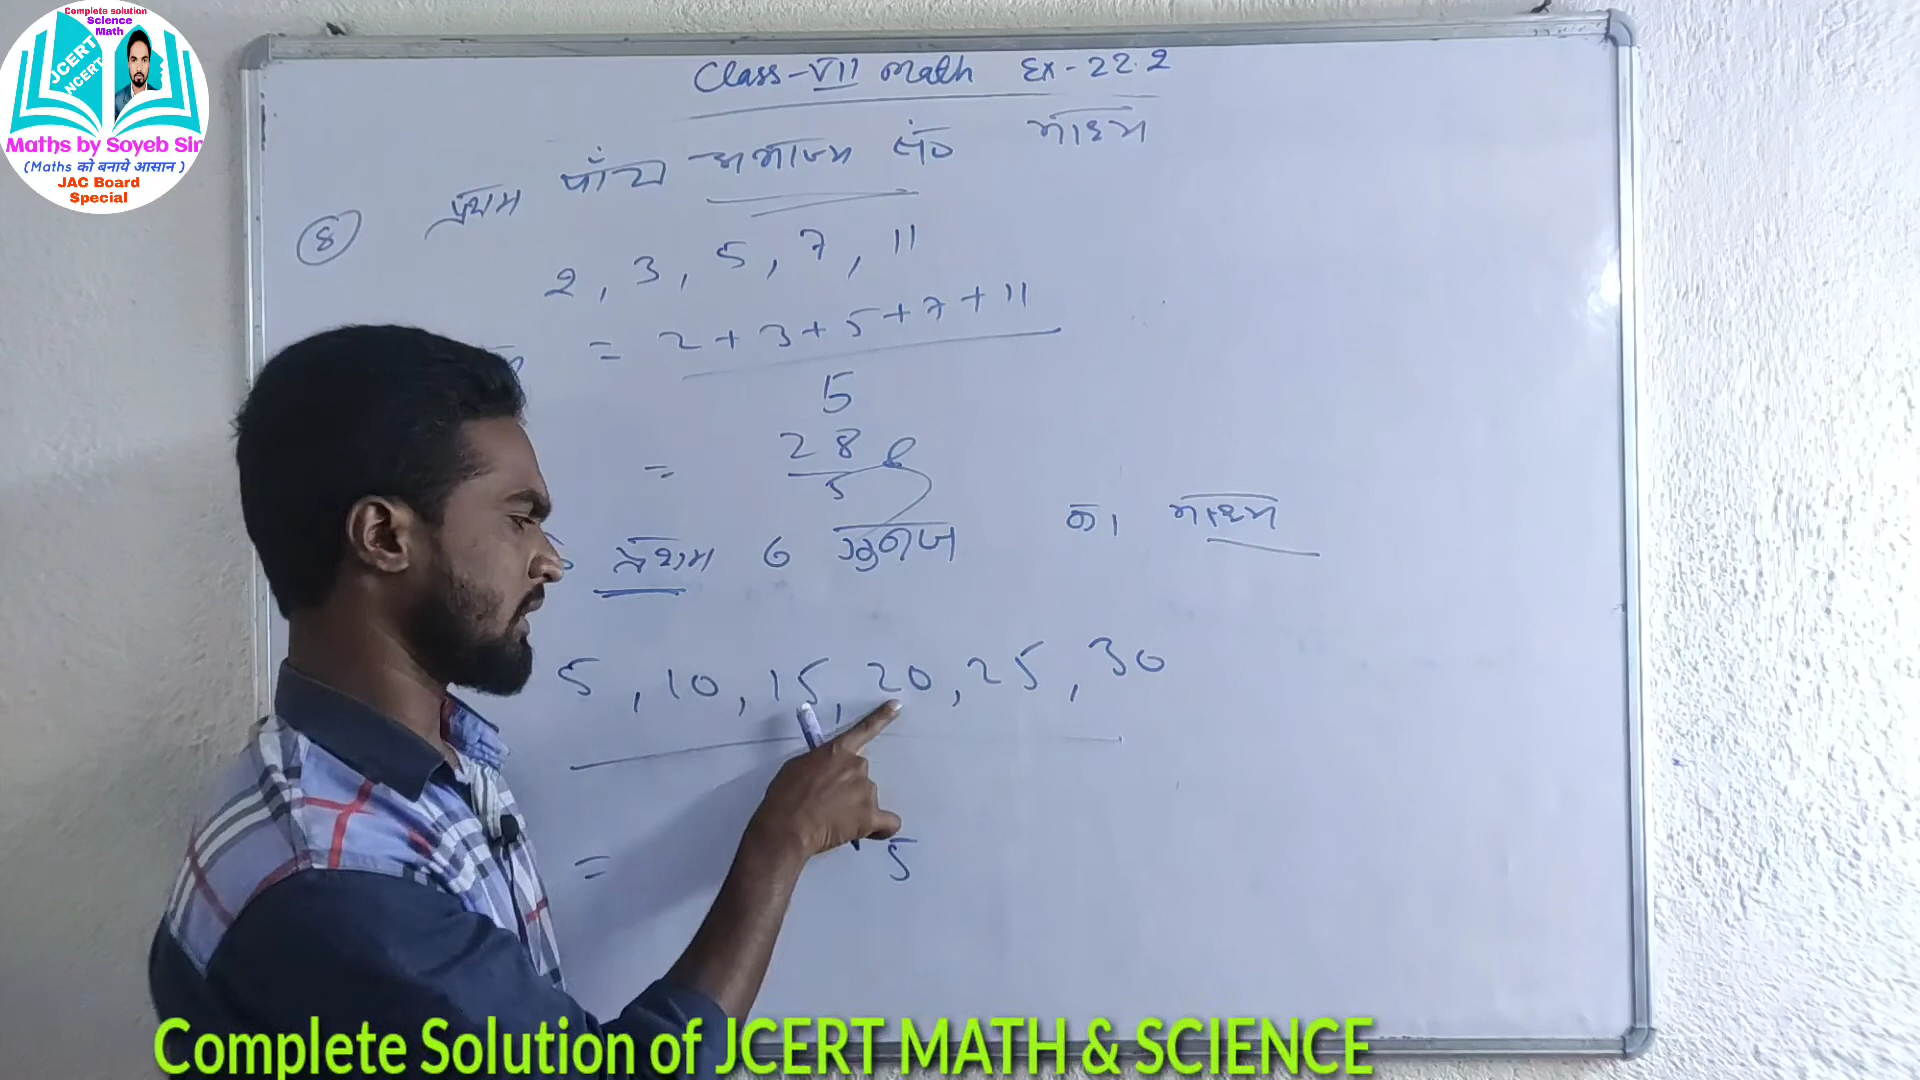 Complete solution
Science
Math
JCERT
NCERT
Maths by Soyeb Sir
(Maths को बनाये आसान )
JAC Board
Special
Class-VII Math Ex-22.2
8 प्रथम पाँच अभाज्य सं० माध्य
2, 3, 5, 7, 11
= 2 + 3 + 5 + 7 + 11
5
= 28
5
प्रथम 6 गुणज का माध्य
5, 10, 15, 20, 25, 30
= 5
Complete Solution of JCERT MATH & SCIENCE